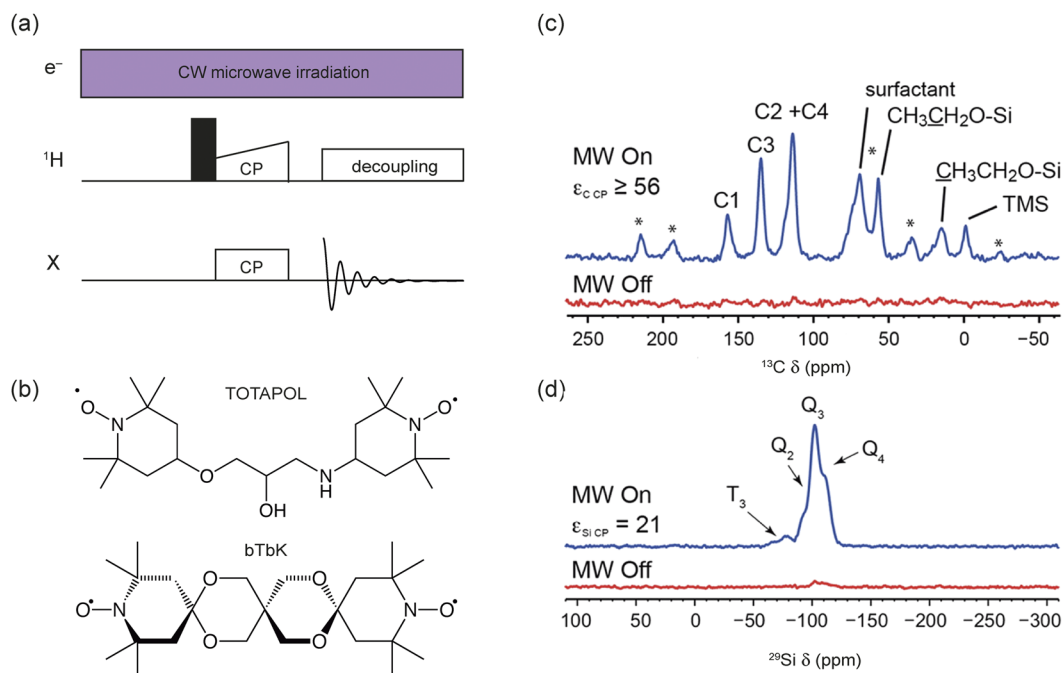 (a)
e⁻
CW microwave irradiation
¹H
CP
decoupling
X
CP
(b)
TOTAPOL
O•
N
N
O•
O
N
H
OH
bTbK
O
O
O•
N
N
O•
O
O
(c)
MW On
ε C CP ≥ 56
C1
C3
C2 +C4
surfactant
CH3CH2O-Si
CH3CH2O-Si
TMS
* * * * *
MW Off
250 200 150 100 50 0 −50
¹³C δ (ppm)
(d)
MW On
ε Si CP = 21
T₃
Q₂
Q₃
Q₄
MW Off
100 50 0 −50 −100 −150 −200 −250 −300
²⁹Si δ (ppm)